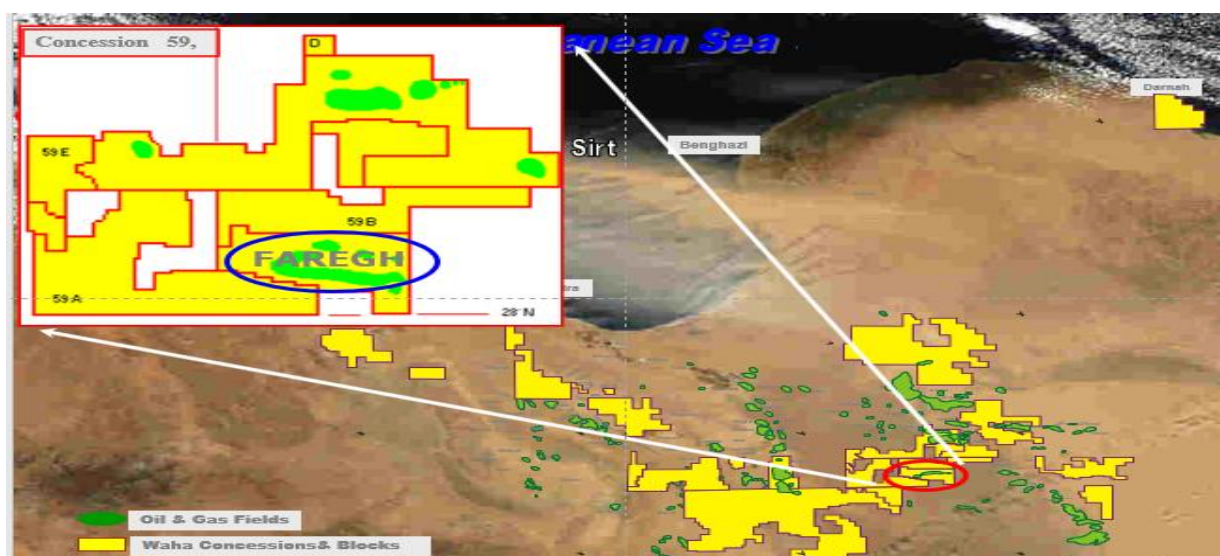 Concession 59,
D
anean Sea
Darnah
59 E
Sirt
Benghazi
59 B
FAREGH
59 A
28°N
Oil & Gas Fields
Waha Concessions& Blocks